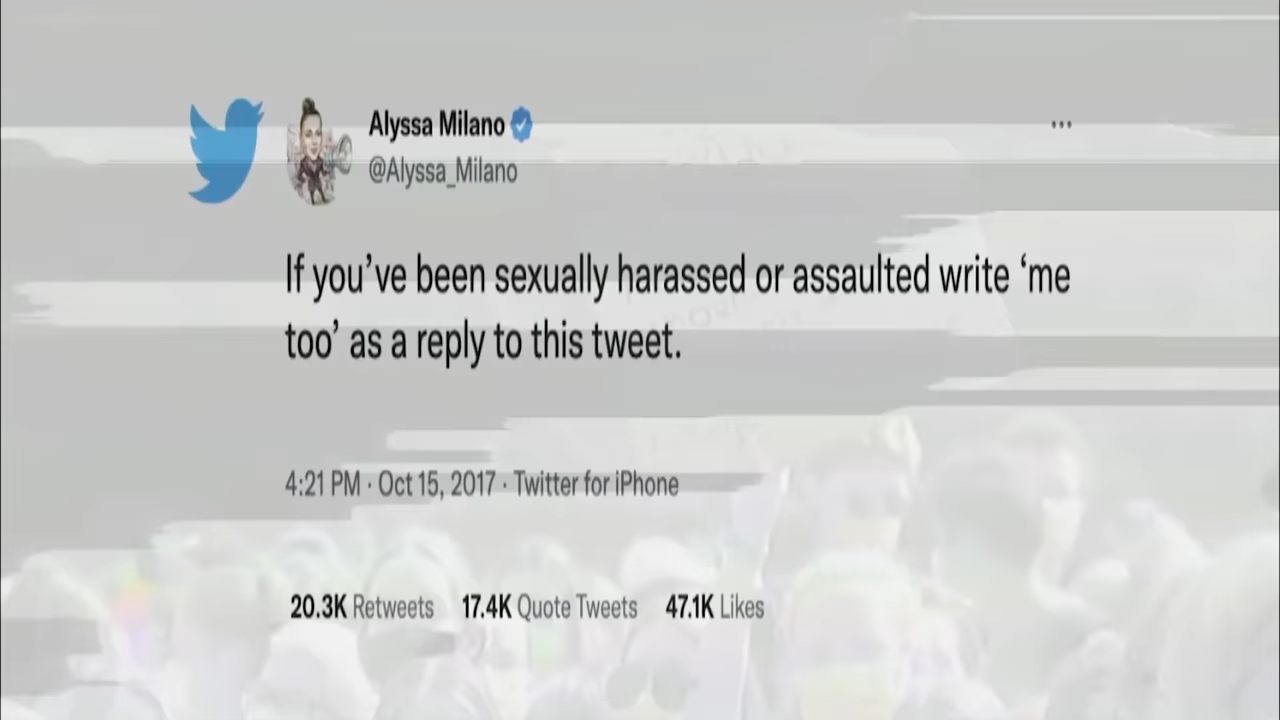 Alyssa Milano
@Alyssa_Milano
If you’ve been sexually harassed or assaulted write ‘me
too’ as a reply to this tweet.
4:21 PM · Oct 15, 2017 · Twitter for iPhone
20.3K Retweets 17.4K Quote Tweets 47.1K Likes